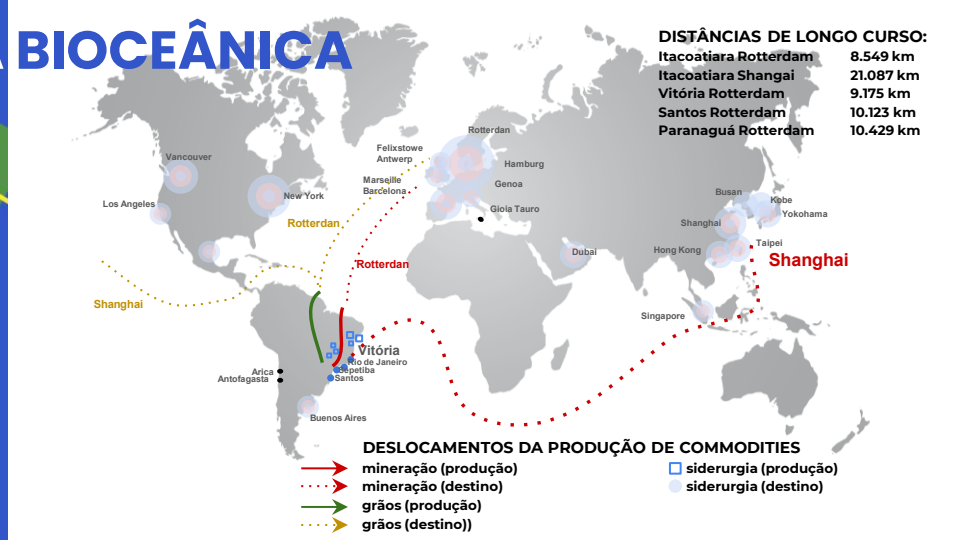 A BIOCEÂNICA
DISTÂNCIAS DE LONGO CURSO:
Itacoatiara Rotterdam 8.549 km
Itacoatiara Shangai 21.087 km
Vitória Rotterdam 9.175 km
Santos Rotterdam 10.123 km
Paranaguá Rotterdam 10.429 km
Rotterdan
Felixstowe
Antwerp
Hamburg
Marseille
Barcelona
Genoa
Gioia Tauro
Vancouver
New York
Los Angeles
Rotterdan
Rotterdan
Shanghai
Busan
Kobe
Yokohama
Shanghai
Taipei
Hong Kong
Dubai
Shanghai
Singapore
Vitória
Rio de Janeiro
Sepetiba
Santos
Arica
Antofagasta
Buenos Aires
DESLOCAMENTOS DA PRODUÇÃO DE COMMODITIES
mineração (produção)
mineração (destino)
grãos (produção)
grãos (destino))
siderurgia (produção)
siderurgia (destino)